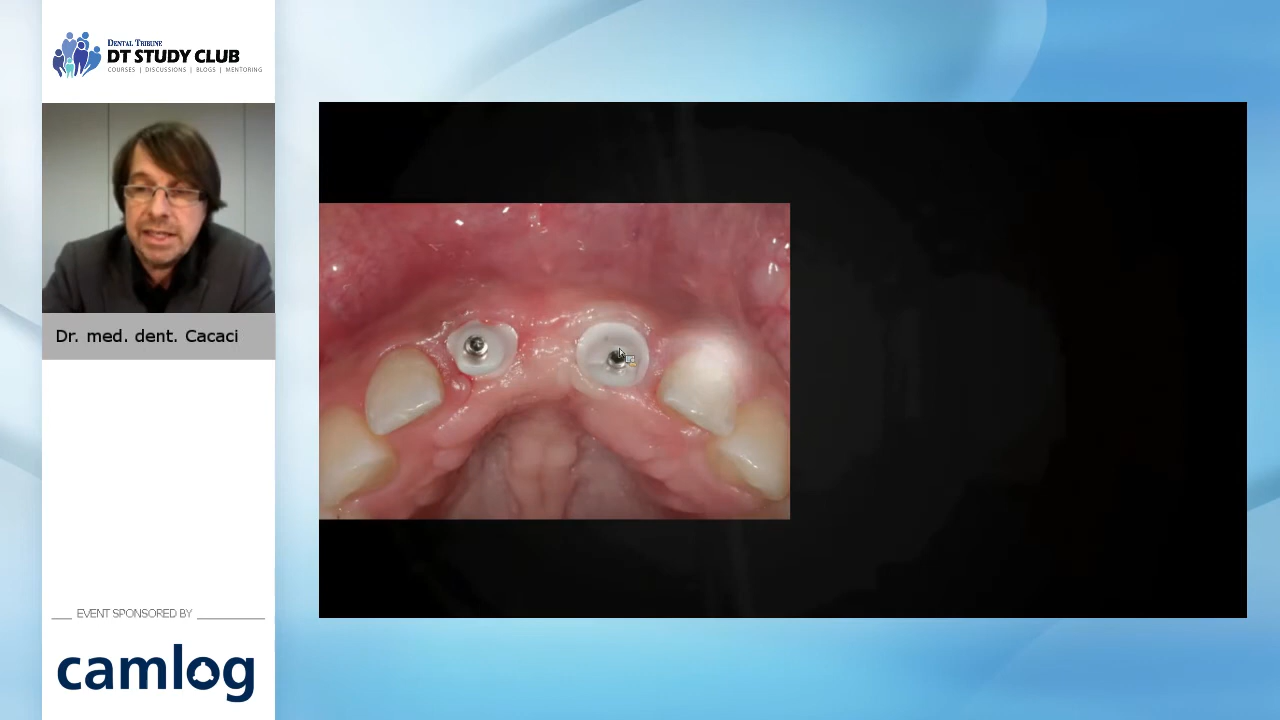 DENTAL TRIBUNE
DT STUDY CLUB
COURSES | DISCUSSIONS | BLOGS | MENTORING
Dr. med. dent. Cacaci
EVENT SPONSORED BY
camlog